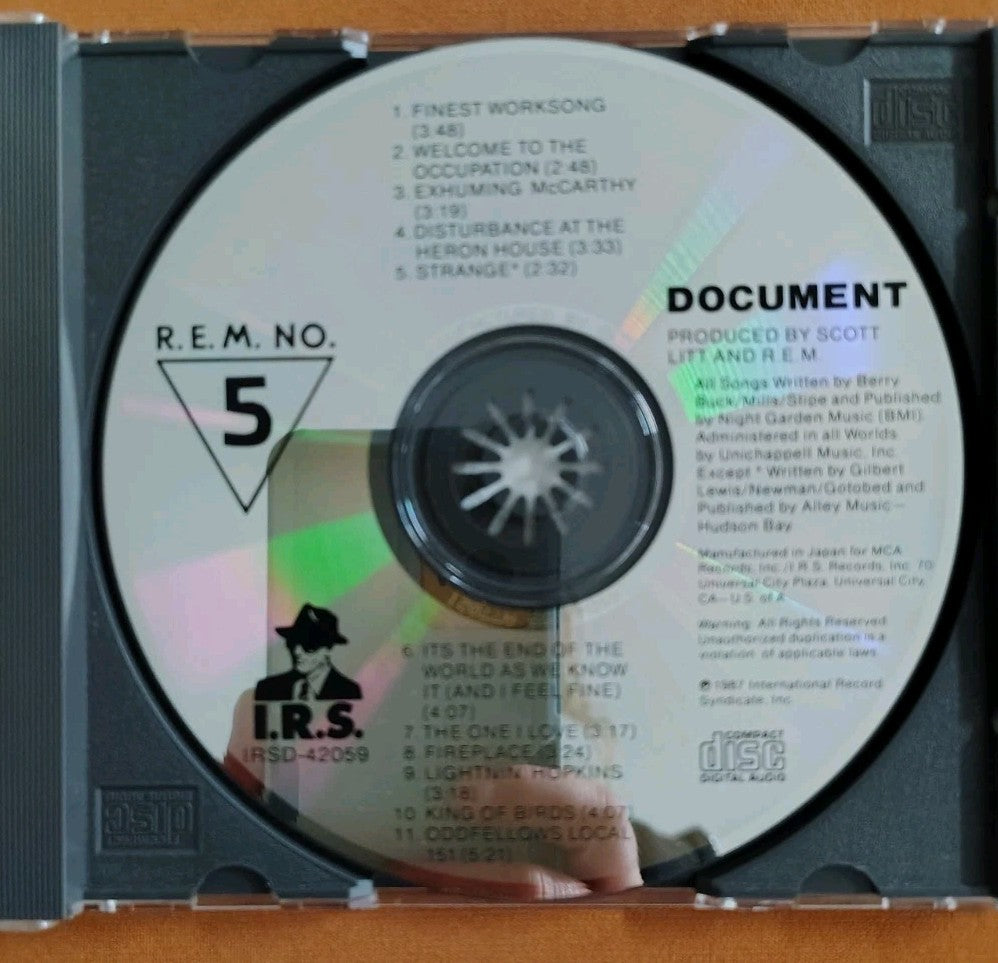 1. FINEST WORKSONG
(3:48)
2. WELCOME TO THE
OCCUPATION (2:48)
3. EXHUMING McCARTHY
(3:19)
4. DISTURBANCE AT THE
HERON HOUSE (3:33)
5. STRANGE* (2:32)
R.E.M. NO.
5
DOCUMENT
PRODUCED BY SCOTT
LITT AND R.E.M.
All Songs Written by Berry
Buck/Mills/Stipe and Published
by Night Garden Music (BMI).
Administered in all Worlds
by Unichappell Music, Inc.
Except * Written by Gilbert
Lewis/Newman/Gotobed and
Published by Alley Music—
Hudson Bay
Manufactured in Japan for MCA
Records, Inc./I.R.S. Records, Inc. 70
Universal City Plaza, Universal City,
CA—U.S. of A.
Warning: All Rights Reserved
Unauthorized duplication is a
violation of applicable laws
℗ 1987 International Record
Syndicate, Inc.
COMPACT
disc
DIGITAL AUDIO
I.R.S.
IRSD-42059
6. ITS THE END OF THE
WORLD AS WE KNOW
IT (AND I FEEL FINE)
(4:07)
7. THE ONE I LOVE (3:17)
8. FIREPLACE (3:24)
9. LIGHTNIN' HOPKINS
(3:18)
10. KING OF BIRDS (4:07)
11. ODDFELLOWS LOCAL
151 (5:21)
disc